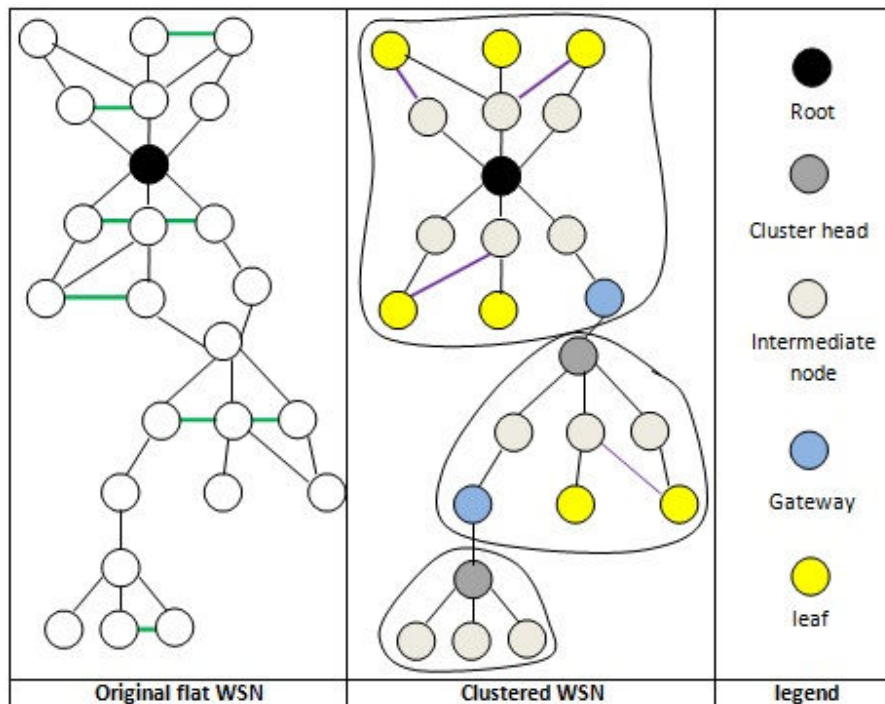 Root
Cluster head
Intermediate
node
Gateway
leaf
Original flat WSN
Clustered WSN
legend